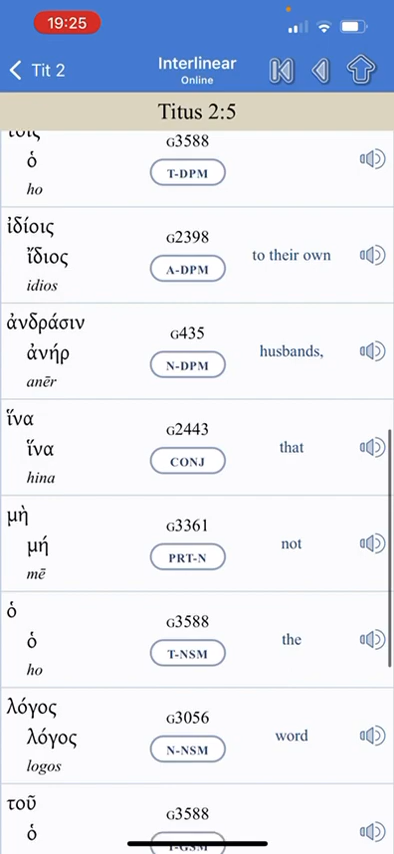 19:25
Tit 2
Interlinear
Online
Titus 2:5
τοῖς
G3588
ὁ
T-DPM
ho
ἰδίοις
G2398
ἴδιος
A-DPM
to their own
idios
ἀνδράσιν
G435
ἀνήρ
N-DPM
husbands,
anēr
ἵνα
G2443
ἵνα
CONJ
that
hina
μὴ
G3361
μή
PRT-N
not
mē
ὁ
G3588
ὁ
T-NSM
the
ho
λόγος
G3056
λόγος
N-NSM
word
logos
τοῦ
G3588
ὁ
T-GSM